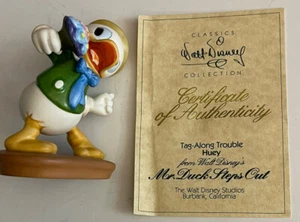 CLASSICS
Walt Disney
COLLECTION
Certificate
of Authenticity
Tag-Along Trouble
Huey
from Walt Disney's
Mr. Duck Steps Out
The Walt Disney Studios
Burbank, California